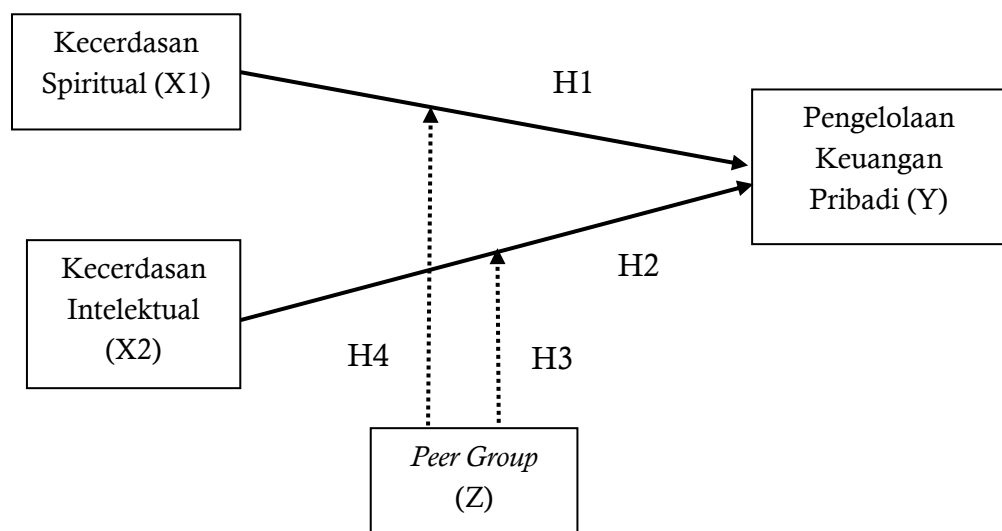 Kecerdasan
Spiritual (X1)
H1
Pengelolaan
Keuangan
Pribadi (Y)
Kecerdasan
Intelektual
(X2)
H2
H4
H3
Peer Group
(Z)